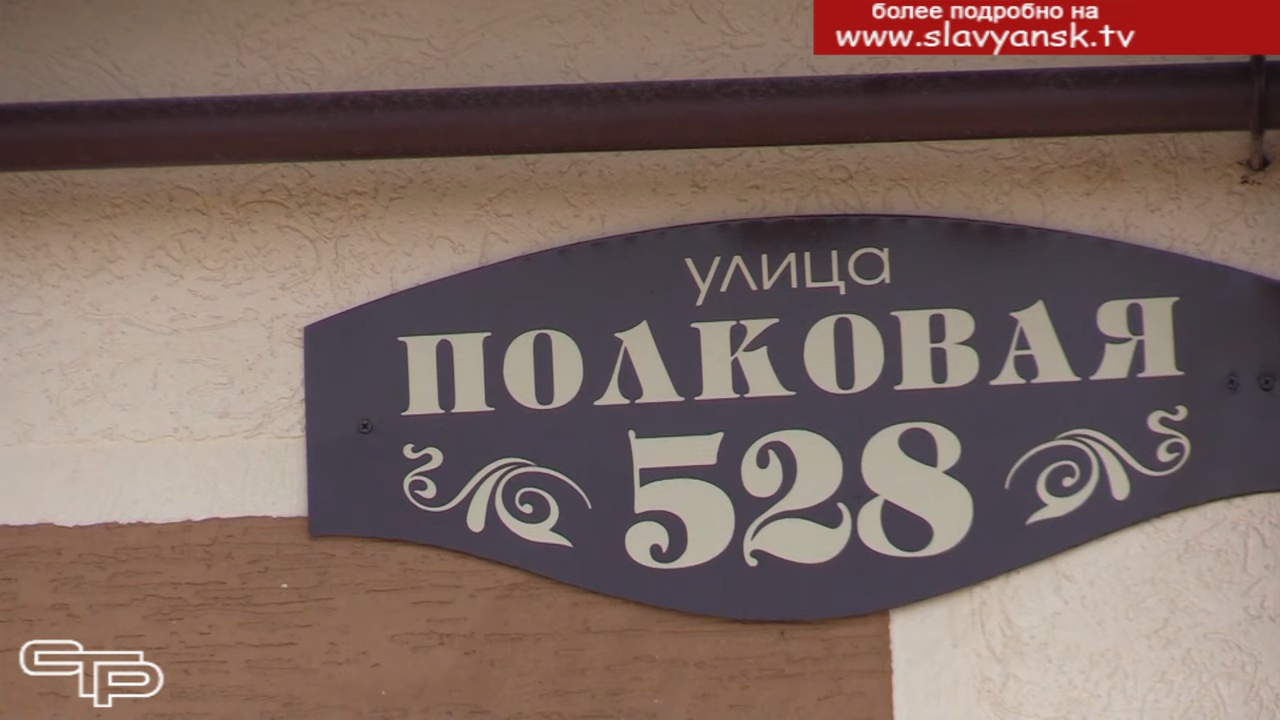 более подробно на
www.slavyansk.tv
улица
ПОЛКОВАЯ
528
СТР